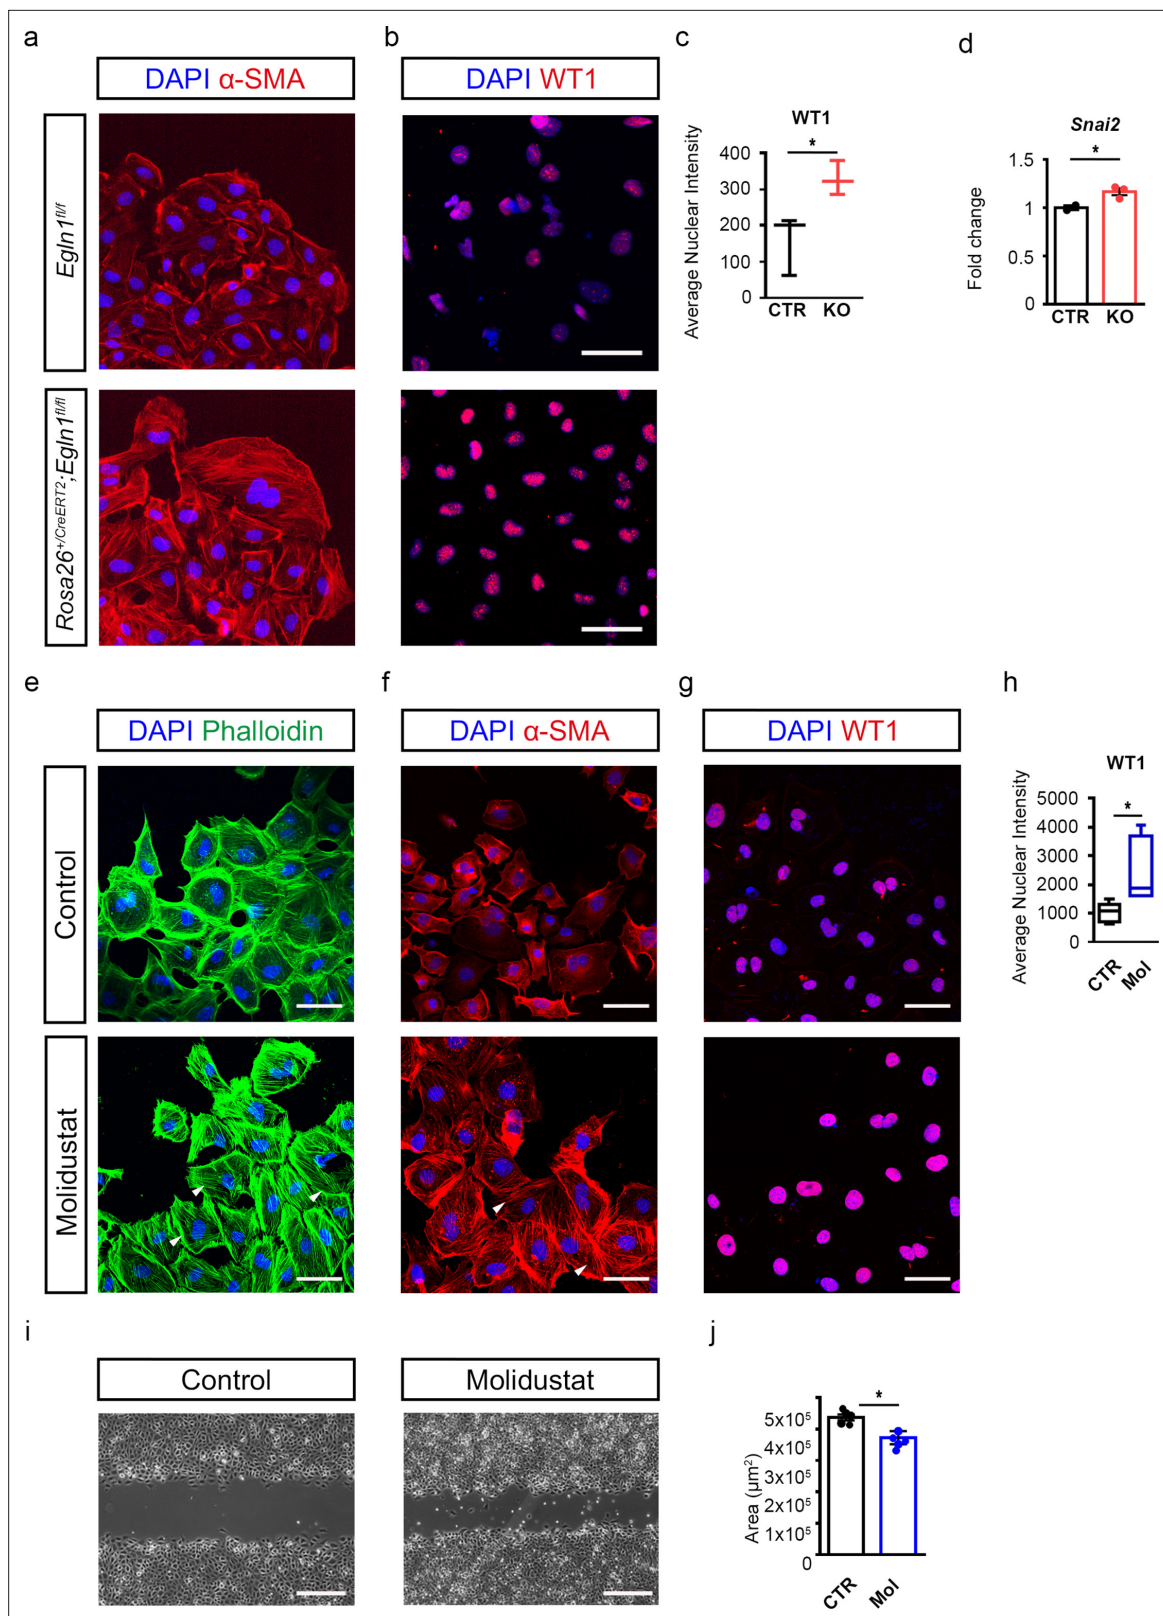 a
b
c
d
DAPI α-SMA
DAPI WT1
Egln1fl/f
Rosa26+/CreERT2;Egln1fl/fl
WT1
*
Average Nuclear Intensity
400
300
200
100
0
CTR
KO
Snai2
*
Fold change
1.5
1
0.5
0
CTR
KO
e
f
g
h
DAPI Phalloidin
DAPI α-SMA
DAPI WT1
Control
Molidustat
WT1
*
Average Nuclear Intensity
5000
4000
3000
2000
1000
0
CTR
Mol
i
j
Control
Molidustat
*
Area (µm²)
5x10⁵
4x10⁵
3x10⁵
2x10⁵
1x10⁵
0
CTR
Mol